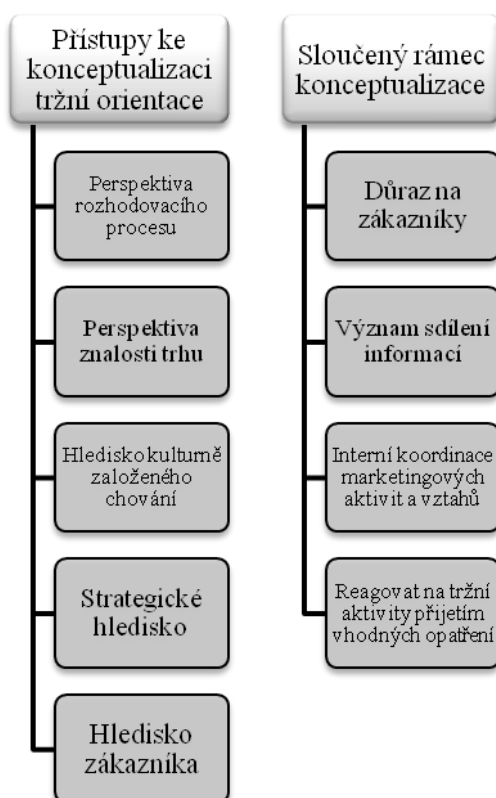 Přístupy ke
konceptualizaci
tržní orientace
Perspektiva
rozhodovacího
procesu
Perspektiva
znalosti trhu
Hledisko kulturně
založeného
chování
Strategické
hledisko
Hledisko
zákazníka
Sloučený rámec
konceptualizace
Důraz na
zákazníky
Význam sdílení
informací
Interní koordinace
marketingových
aktivit a vztahů
Reagovat na tržní
aktivity přijetím
vhodných opatření